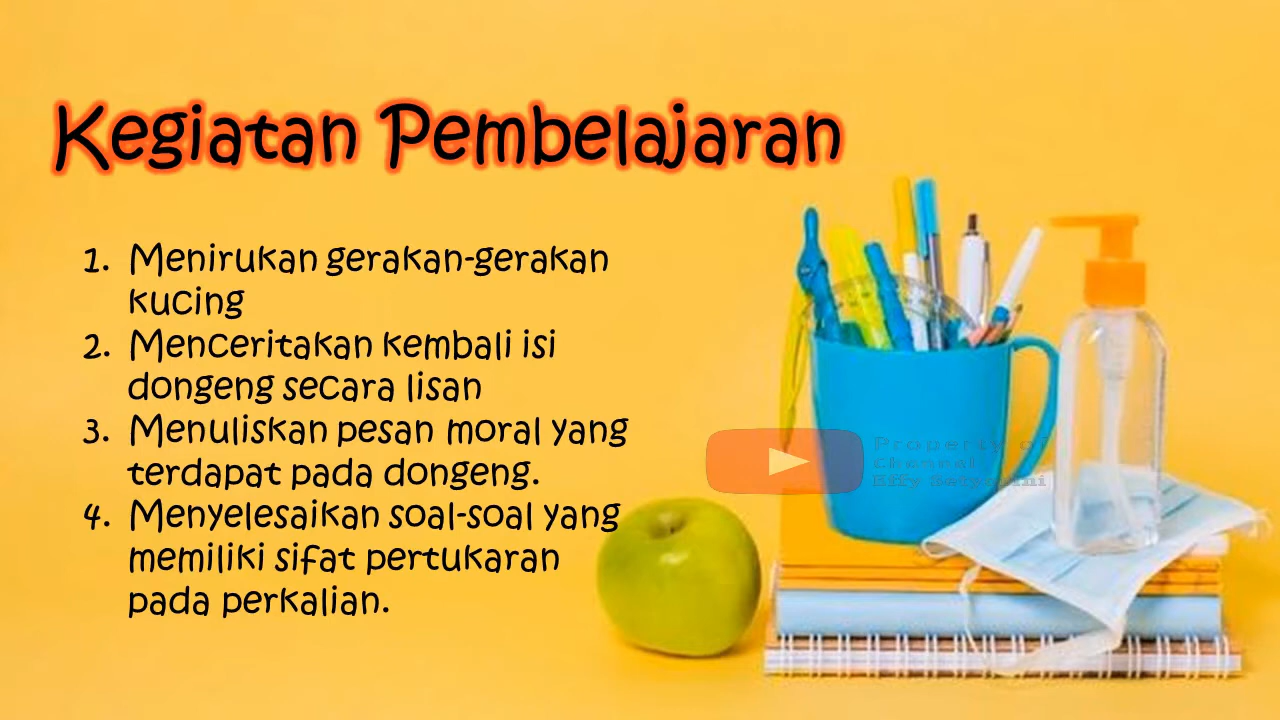 Kegiatan Pembelajaran
1. Menirukan gerakan-gerakan
kucing
2. Menceritakan kembali isi
dongeng secara lisan
3. Menuliskan pesan moral yang
terdapat pada dongeng.
4. Menyelesaikan soal-soal yang
memiliki sifat pertukaran
pada perkalian.
Property of
Channel
Effy